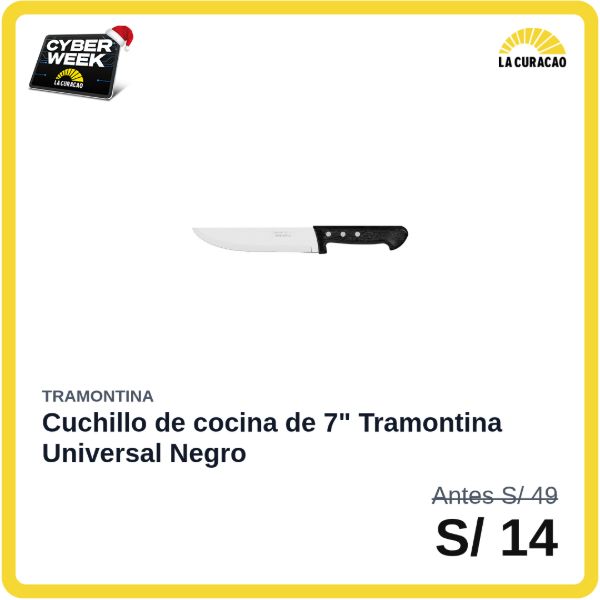 CYBER
WEEK
LA CURACAO
LA CURACAO
TRAMONTINA
Cuchillo de cocina de 7" Tramontina
Universal Negro
Antes S/ 49
S/ 14